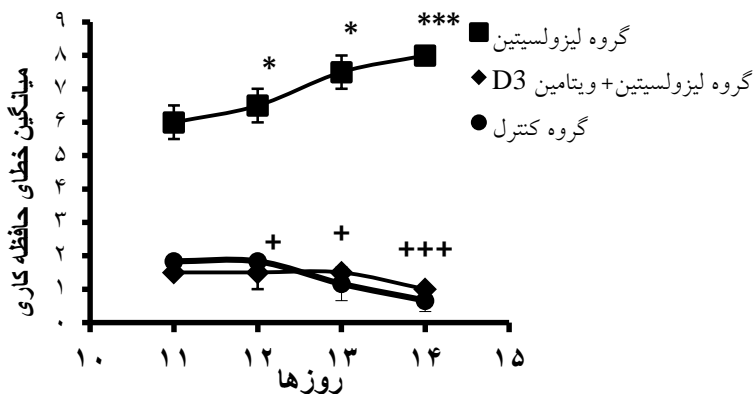 میانگین خطای حافظه کاری
۹
۸
۷
۶
۵
۴
۳
۲
۱
۰
* * ***
+ + +++
۱۰ ۱۱ ۱۲ ۱۳ ۱۴ ۱۵
روزها
گروه لیزولسیتین
گروه لیزولسیتین+ ویتامین D3
گروه کنترل